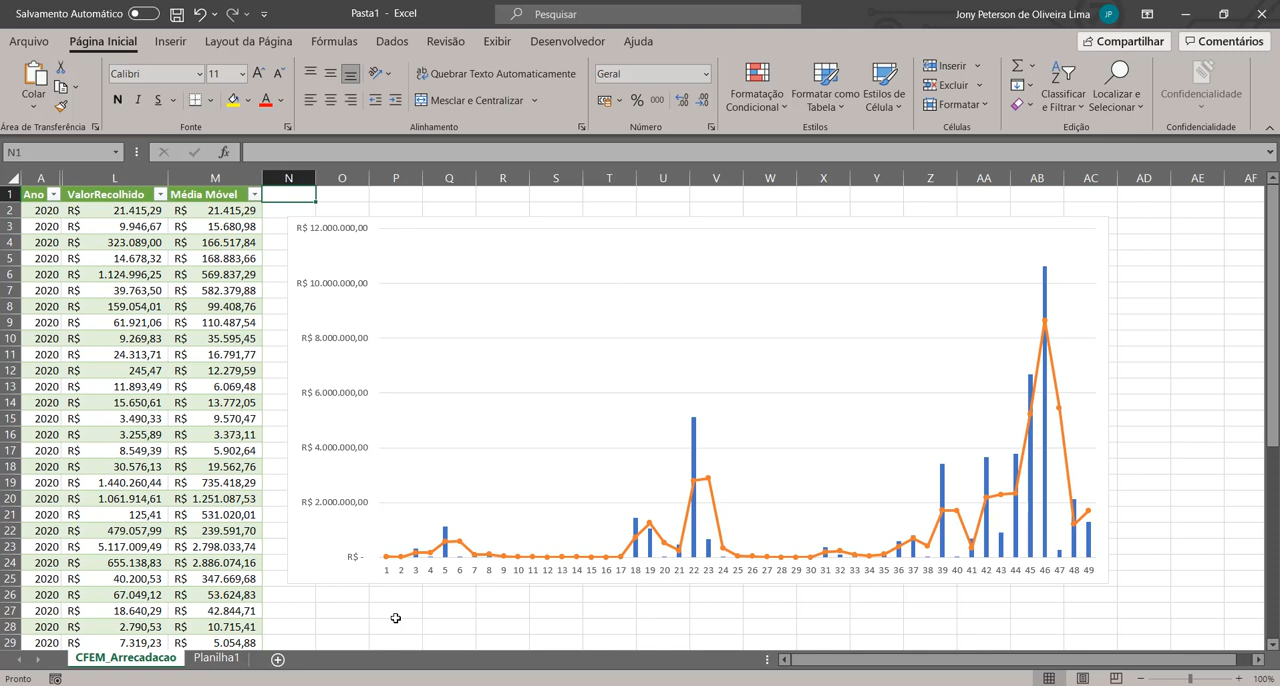 Salvamento Automático
Pasta1 - Excel
Pesquisar
Jony Peterson de Oliveira Lima
JP
Arquivo Página Inicial Inserir Layout da Página Fórmulas Dados Revisão Exibir Desenvolvedor Ajuda
Compartilhar
Comentários
Colar
Calibri 11
N I S
Quebrar Texto Automaticamente
Mesclar e Centralizar
Geral
% 000
Formatação Condicional
Formatar como Tabela
Estilos de Célula
Inserir
Excluir
Formatar
Classificar e Filtrar
Localizar e Selecionar
Confidencialidade
Área de Transferência Fonte Alinhamento Número Estilos Células Edição Confidencialidade
N1
fx
A L M N O P Q R S T U V W X Y Z AA AB AC AD AE AF
1 Ano ValorRecolhido Média Móvel
2 2020 R$ 21.415,29 R$ 21.415,29
3 2020 R$ 9.946,67 R$ 15.680,98
4 2020 R$ 323.089,00 R$ 166.517,84
5 2020 R$ 14.678,32 R$ 168.883,66
6 2020 R$ 1.124.996,25 R$ 569.837,29
7 2020 R$ 39.763,50 R$ 582.379,88
8 2020 R$ 159.054,01 R$ 99.408,76
9 2020 R$ 61.921,06 R$ 110.487,54
10 2020 R$ 9.269,83 R$ 35.595,45
11 2020 R$ 24.313,71 R$ 16.791,77
12 2020 R$ 245,47 R$ 12.279,59
13 2020 R$ 11.893,49 R$ 6.069,48
14 2020 R$ 15.650,61 R$ 13.772,05
15 2020 R$ 3.490,33 R$ 9.570,47
16 2020 R$ 3.255,89 R$ 3.373,11
17 2020 R$ 8.549,39 R$ 5.902,64
18 2020 R$ 30.576,13 R$ 19.562,76
19 2020 R$ 1.440.260,44 R$ 735.418,29
20 2020 R$ 1.061.914,61 R$ 1.251.087,53
21 2020 R$ 125,41 R$ 531.020,01
22 2020 R$ 479.057,99 R$ 239.591,70
23 2020 R$ 5.117.009,49 R$ 2.798.033,74
24 2020 R$ 655.138,83 R$ 2.886.074,16
25 2020 R$ 40.200,53 R$ 347.669,68
26 2020 R$ 67.049,12 R$ 53.624,83
27 2020 R$ 18.640,29 R$ 42.844,71
28 2020 R$ 2.790,53 R$ 10.715,41
29 2020 R$ 7.319,23 R$ 5.054,88
R$ 12.000.000,00
R$ 10.000.000,00
R$ 8.000.000,00
R$ 6.000.000,00
R$ 4.000.000,00
R$ 2.000.000,00
R$ -
1 2 3 4 5 6 7 8 9 10 11 12 13 14 15 16 17 18 19 20 21 22 23 24 25 26 27 28 29 30 31 32 33 34 35 36 37 38 39 40 41 42 43 44 45 46 47 48 49
CFEM_Arrecadacao Planilha1
Pronto
100%